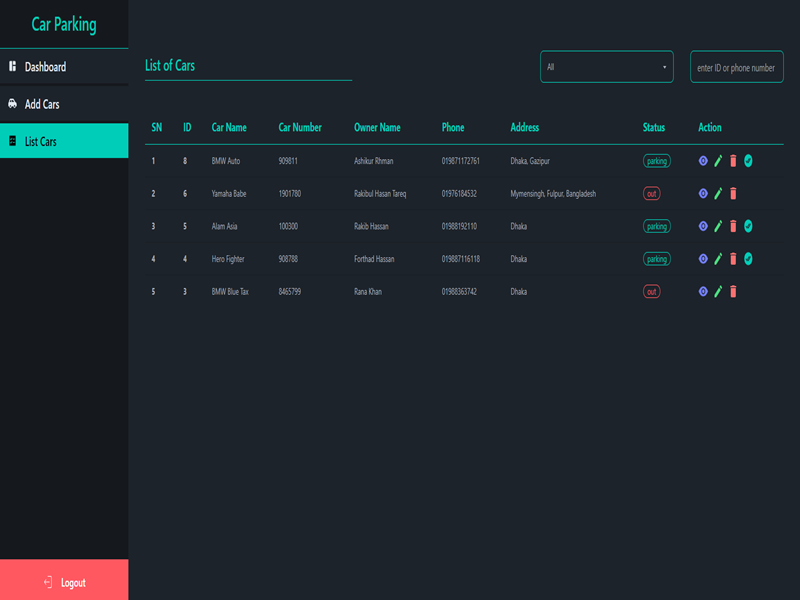 Car Parking
Dashboard
Add Cars
List Cars
Logout
List of Cars
All
enter ID or phone number
SN ID Car Name Car Number Owner Name Phone Address Status Action
1 8 BMW Auto 909811 Ashikur Rhman 019871172761 Dhaka, Gazipur parking
2 6 Yamaha Babe 1901780 Rakibul Hasan Tareq 01976184532 Mymensingh, Fulpur, Bangladesh out
3 5 Alam Asia 100300 Rakib Hassan 01988192110 Dhaka parking
4 4 Hero Fighter 908788 Forthad Hassan 019887116118 Dhaka parking
5 3 BMW Blue Tax 8465799 Rana Khan 01988363742 Dhaka out